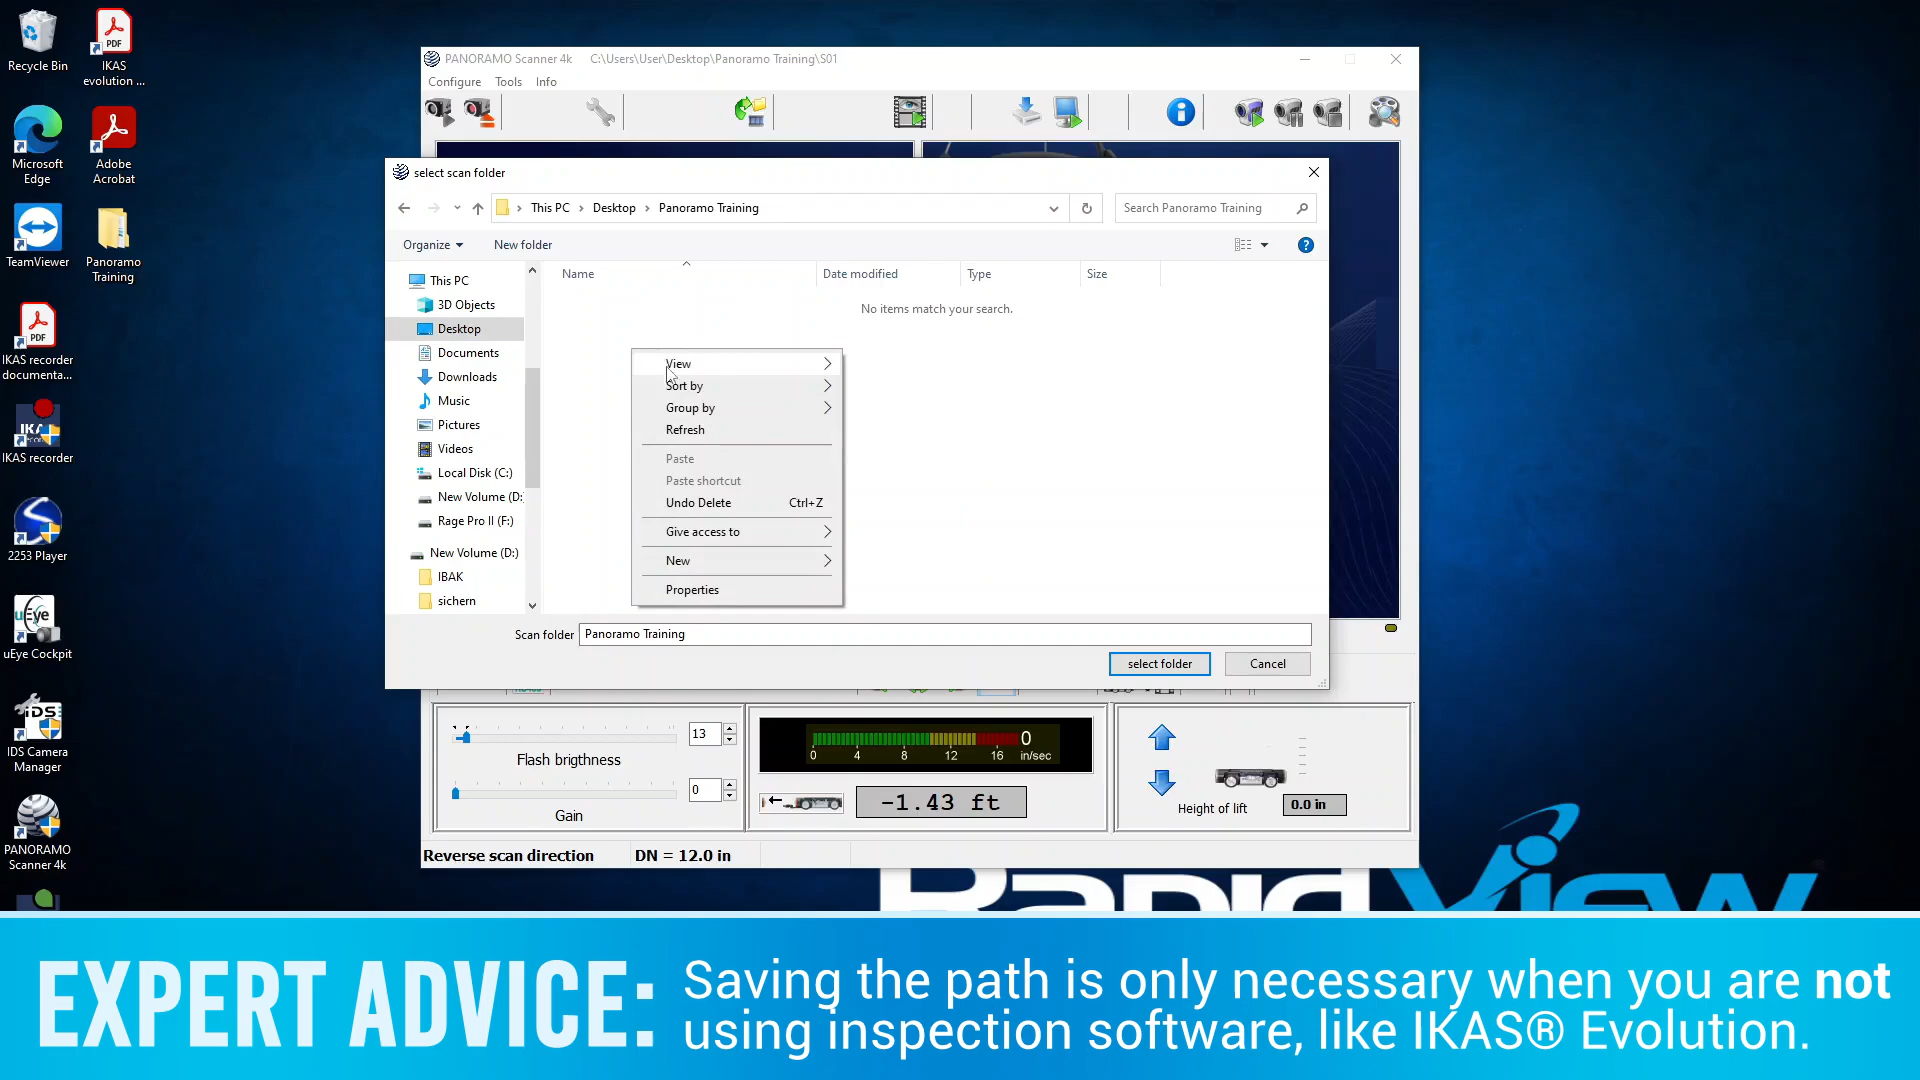 Recycle Bin
PDF
IKAS
evolution ...
Microsoft
Edge
Adobe
Acrobat
TeamViewer
Panoramo
Training
IKAS recorder
documenta...
IKAS recorder
2253 Player
uEye
uEye Cockpit
iDS
IDS Camera
Manager
PANORAMO
Scanner 4k
PANORAMO Scanner 4k C:\Users\User\Desktop\Panoramo Training\S01
Configure Tools Info
select scan folder
This PC > Desktop > Panoramo Training
Search Panoramo Training
Organize New folder
Name Date modified Type Size
No items match your search.
This PC
3D Objects
Desktop
Documents
Downloads
Music
Pictures
Videos
Local Disk (C:)
New Volume (D:
Rage Pro II (F:)
New Volume (D:)
IBAK
sichern
View
Sort by
Group by
Refresh
Paste
Paste shortcut
Undo Delete Ctrl+Z
Give access to
New
Properties
Scan folder Panoramo Training
select folder Cancel
13
Flash brigthness
0
Gain
0
0 4 8 12 16 in/sec
-1.43 ft
Height of lift 0.0 in
Reverse scan direction DN = 12.0 in
RapidView
EXPERT ADVICE:
Saving the path is only necessary when you are not
using inspection software, like IKAS® Evolution.